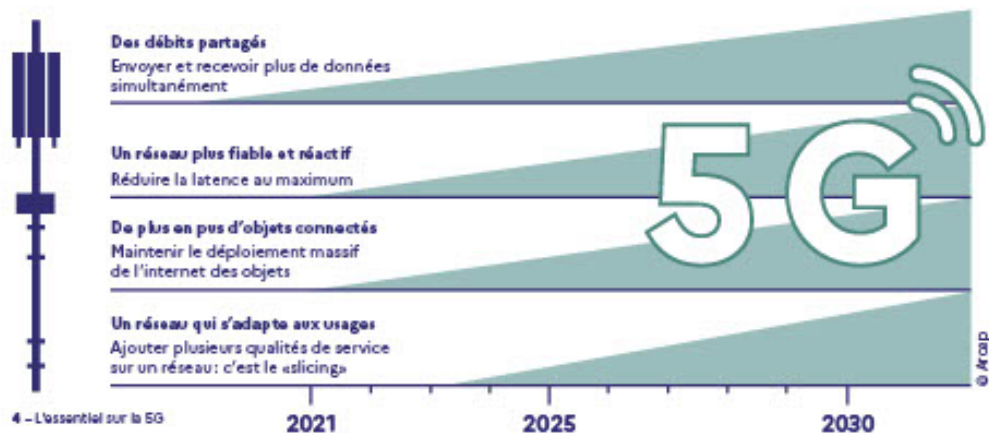 Des débits partagés
Envoyer et recevoir plus de données
simultanément
Un réseau plus fiable et réactif
Réduire la latence au maximum
De plus en pus d'objets connectés
Maintenir le déploiement massif
de l'internet des objets
Un réseau qui s'adapte aux usages
Ajouter plusieurs qualités de service
sur un réseau : c'est le «slicing»
5G
© Arcep
4 – L'essentiel sur la 5G
2021
2025
2030